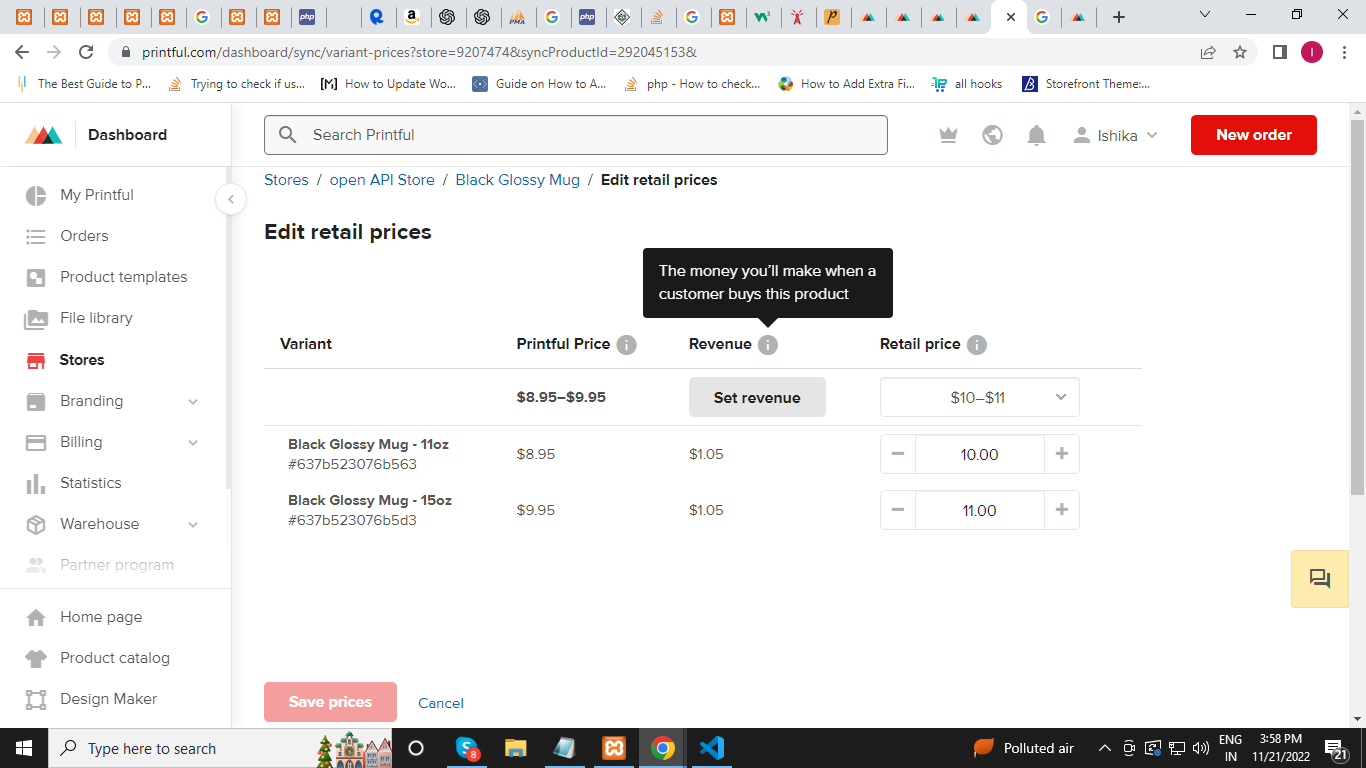 php
a
PMA
php
w3
P
printful.com/dashboard/sync/variant-prices?store=9207474&syncProductId=292045153&
I
The Best Guide to P...
Trying to check if us...
[M] How to Update Wo...
Guide on How to A...
php - How to check...
How to Add Extra Fi...
all hooks
Storefront Theme:...
Dashboard
Search Printful
Ishika
New order
My Printful
Orders
Product templates
File library
Stores
Branding
Billing
Statistics
Warehouse
Partner program
Home page
Product catalog
Design Maker
Stores / open API Store / Black Glossy Mug / Edit retail prices
Edit retail prices
The money you’ll make when a
customer buys this product
Variant Printful Price i Revenue i Retail price i
$8.95–$9.95 Set revenue $10–$11
Black Glossy Mug - 11oz
#637b523076b563
$8.95 $1.05 − 10.00 +
Black Glossy Mug - 15oz
#637b523076b5d3
$9.95 $1.05 − 11.00 +
Save prices Cancel
Type here to search
8
Polluted air
ENG
IN
3:58 PM
11/21/2022
21